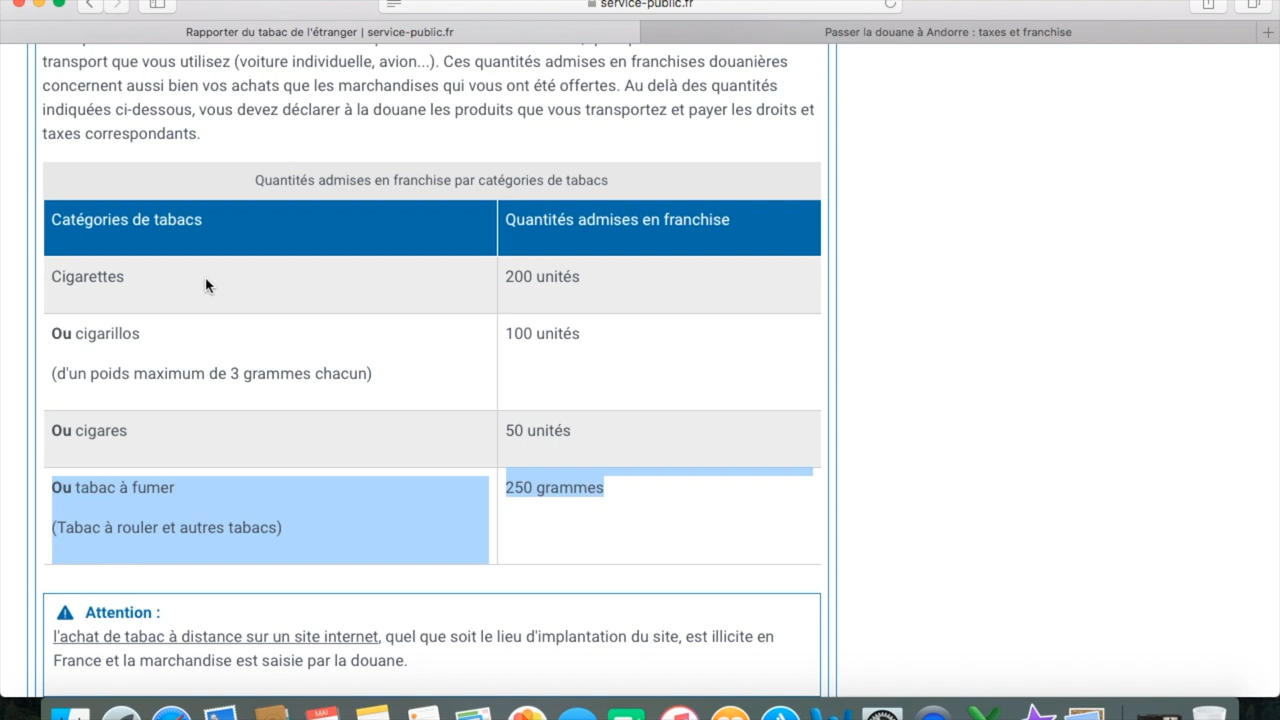 service-public.fr
Rapporter du tabac de l'étranger | service-public.fr
Passer la douane à Andorre : taxes et franchise
transport que vous utilisez (voiture individuelle, avion...). Ces quantités admises en franchises douanières
concernent aussi bien vos achats que les marchandises qui vous ont été offertes. Au delà des quantités
indiquées ci-dessous, vous devez déclarer à la douane les produits que vous transportez et payer les droits et
taxes correspondants.
Quantités admises en franchise par catégories de tabacs
Catégories de tabacs
Quantités admises en franchise
Cigarettes
200 unités
Ou cigarillos
100 unités
(d'un poids maximum de 3 grammes chacun)
Ou cigares
50 unités
Ou tabac à fumer
250 grammes
(Tabac à rouler et autres tabacs)
Attention :
l'achat de tabac à distance sur un site internet, quel que soit le lieu d'implantation du site, est illicite en
France et la marchandise est saisie par la douane.
MAI